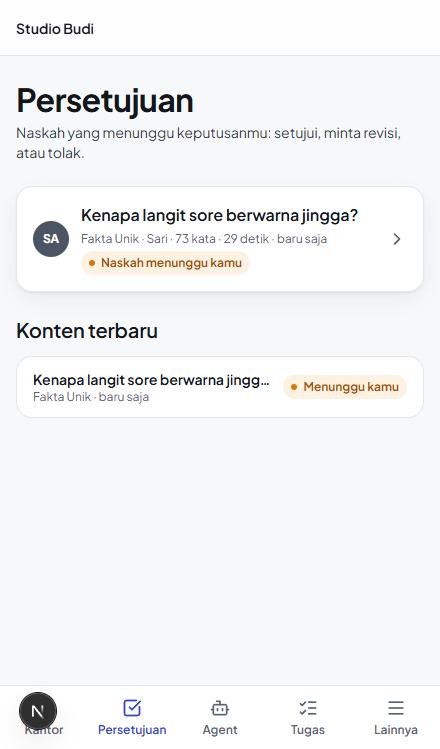 Studio Budi
Persetujuan
Naskah yang menunggu keputusanmu: setujui, minta revisi,
atau tolak.
Kenapa langit sore berwarna jingga?
SA
Fakta Unik · Sari · 73 kata · 29 detik · baru saja
Naskah menunggu kamu
Konten terbaru
Kenapa langit sore berwarna jingg...
Menunggu kamu
Fakta Unik · baru saja
N
Kantor
Persetujuan
Agent
Tugas
Lainnya